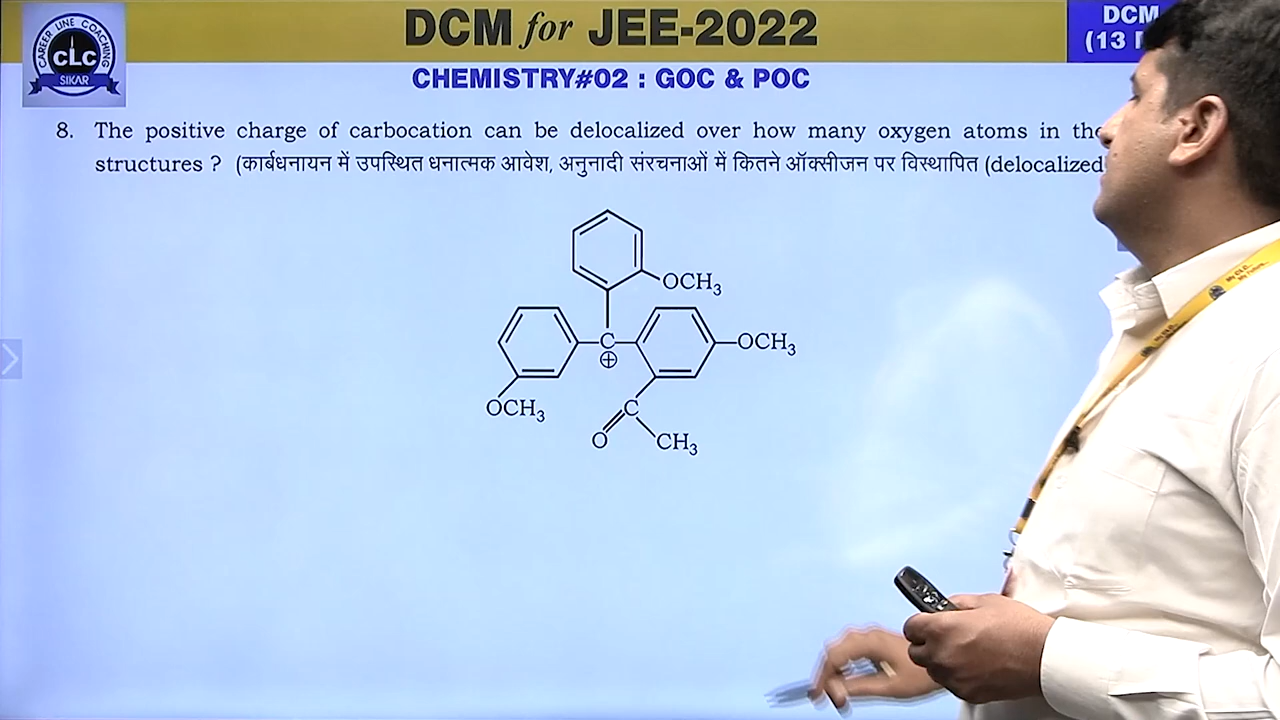 DCM for JEE-2022
DCM
(13
CAREER LINE COACHING
CLC
SIKAR
CHEMISTRY#02 : GOC & POC
8. The positive charge of carbocation can be delocalized over how many oxygen atoms in the
structures ? (कार्बधनायन में उपस्थित धनात्मक आवेश, अनुनादी संरचनाओं में कितने ऑक्सीजन पर विस्थापित (delocalized
OCH3
C
⊕
OCH3
OCH3
C
O
CH3